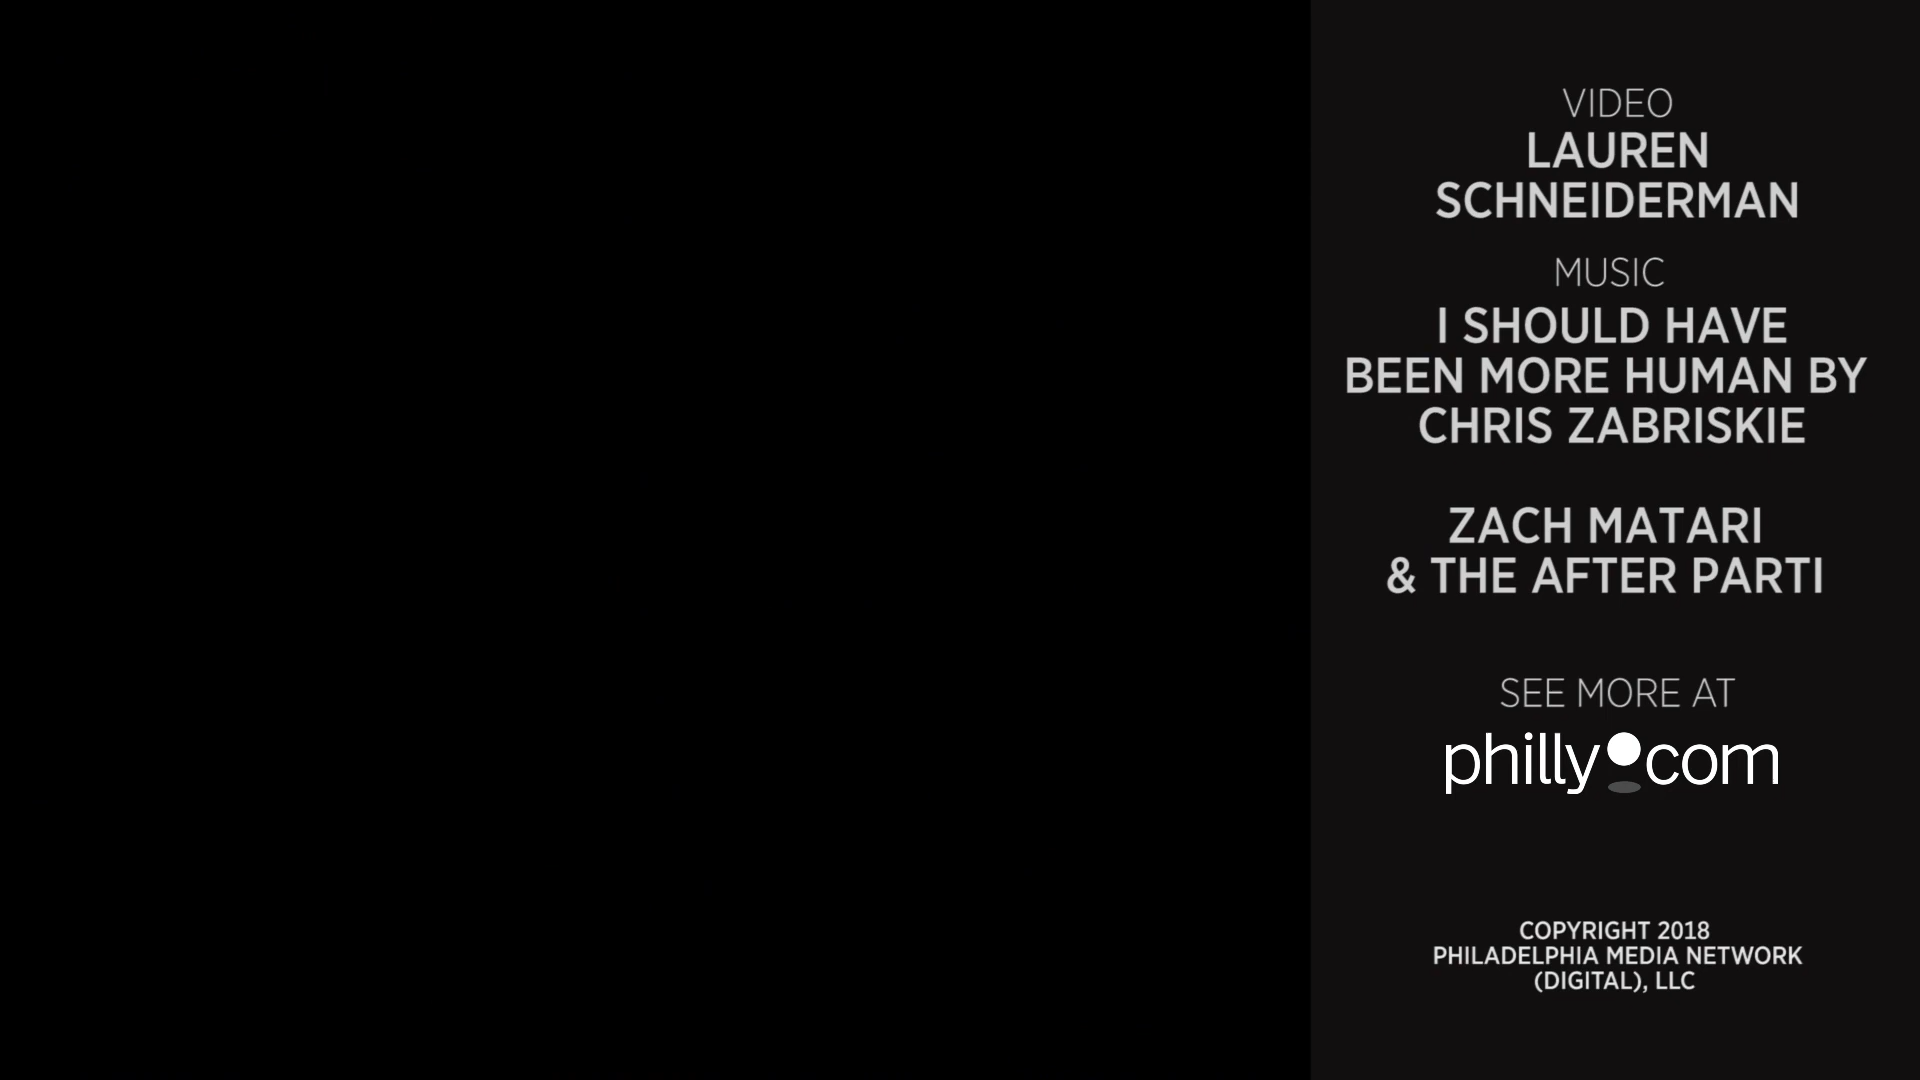 VIDEO
LAUREN
SCHNEIDERMAN
MUSIC
I SHOULD HAVE
BEEN MORE HUMAN BY
CHRIS ZABRISKIE
ZACH MATARI
& THE AFTER PARTI
SEE MORE AT
philly.com
COPYRIGHT 2018
PHILADELPHIA MEDIA NETWORK
(DIGITAL), LLC